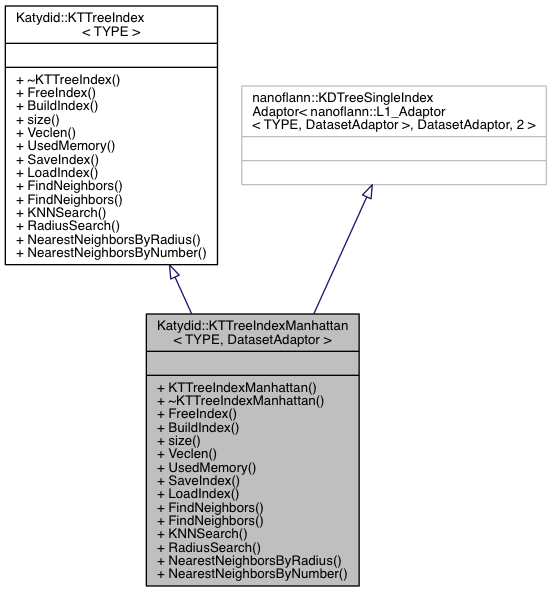 Katydid::KTTreeIndex
< TYPE >
+ ~KTTreeIndex()
+ FreeIndex()
+ BuildIndex()
+ size()
+ Veclen()
+ UsedMemory()
+ SaveIndex()
+ LoadIndex()
+ FindNeighbors()
+ FindNeighbors()
+ KNNSearch()
+ RadiusSearch()
+ NearestNeighborsByRadius()
+ NearestNeighborsByNumber()
nanoflann::KDTreeSingleIndex
Adaptor< nanoflann::L1_Adaptor
< TYPE, DatasetAdaptor >, DatasetAdaptor, 2 >
Katydid::KTTreeIndexManhattan
< TYPE, DatasetAdaptor >
+ KTTreeIndexManhattan()
+ ~KTTreeIndexManhattan()
+ FreeIndex()
+ BuildIndex()
+ size()
+ Veclen()
+ UsedMemory()
+ SaveIndex()
+ LoadIndex()
+ FindNeighbors()
+ FindNeighbors()
+ KNNSearch()
+ RadiusSearch()
+ NearestNeighborsByRadius()
+ NearestNeighborsByNumber()